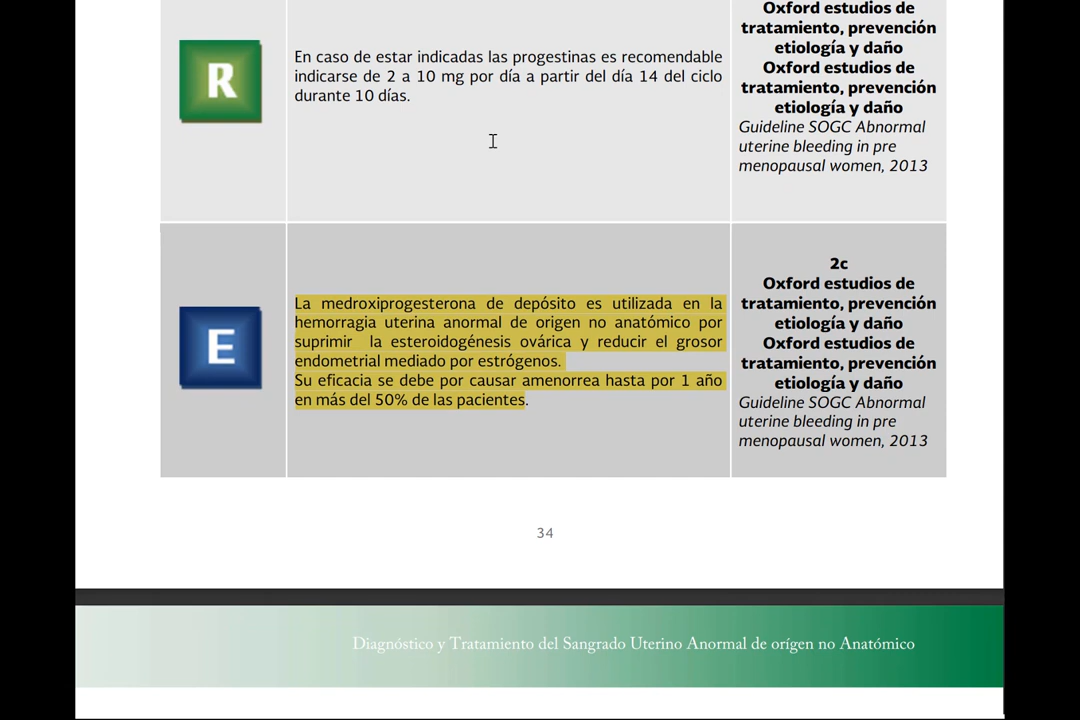 Oxford estudios de
tratamiento, prevención
etiología y daño
Oxford estudios de
tratamiento, prevención
etiología y daño
Guideline SOGC Abnormal
uterine bleeding in pre
menopausal women, 2013
R
En caso de estar indicadas las progestinas es recomendable
indicarse de 2 a 10 mg por día a partir del día 14 del ciclo
durante 10 días.
E
La medroxiprogesterona de depósito es utilizada en la
hemorragia uterina anormal de origen no anatómico por
suprimir la esteroidogénesis ovárica y reducir el grosor
endometrial mediado por estrógenos.
Su eficacia se debe por causar amenorrea hasta por 1 año
en más del 50% de las pacientes.
2c
Oxford estudios de
tratamiento, prevención
etiología y daño
Oxford estudios de
tratamiento, prevención
etiología y daño
Guideline SOGC Abnormal
uterine bleeding in pre
menopausal women, 2013
34
Diagnóstico y Tratamiento del Sangrado Uterino Anormal de orígen no Anatómico